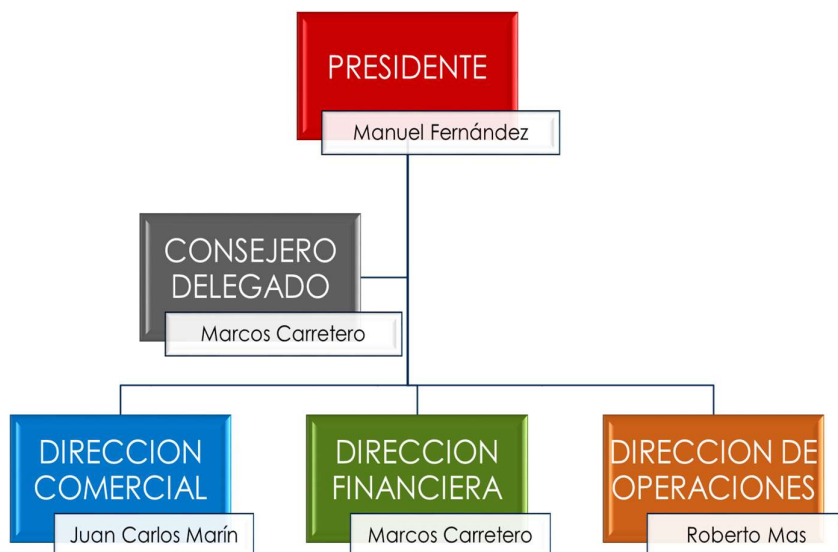 PRESIDENTE
Manuel Fernández
CONSEJERO
DELEGADO
Marcos Carretero
DIRECCION
COMERCIAL
Juan Carlos Marín
DIRECCION
FINANCIERA
Marcos Carretero
DIRECCION DE
OPERACIONES
Roberto Mas